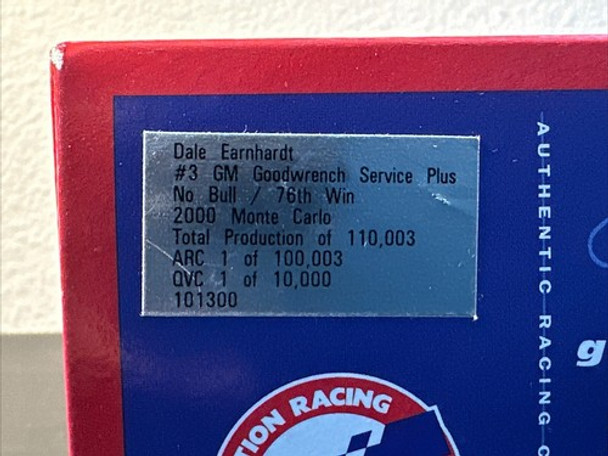 Dale Earnhardt
#3 GM Goodwrench Service Plus
No Bull / 76th Win
2000 Monte Carlo
Total Production of 110,003
ARC 1 of 100,003
QVC 1 of 10,000
101300
AUTHENTIC RACING
RACING